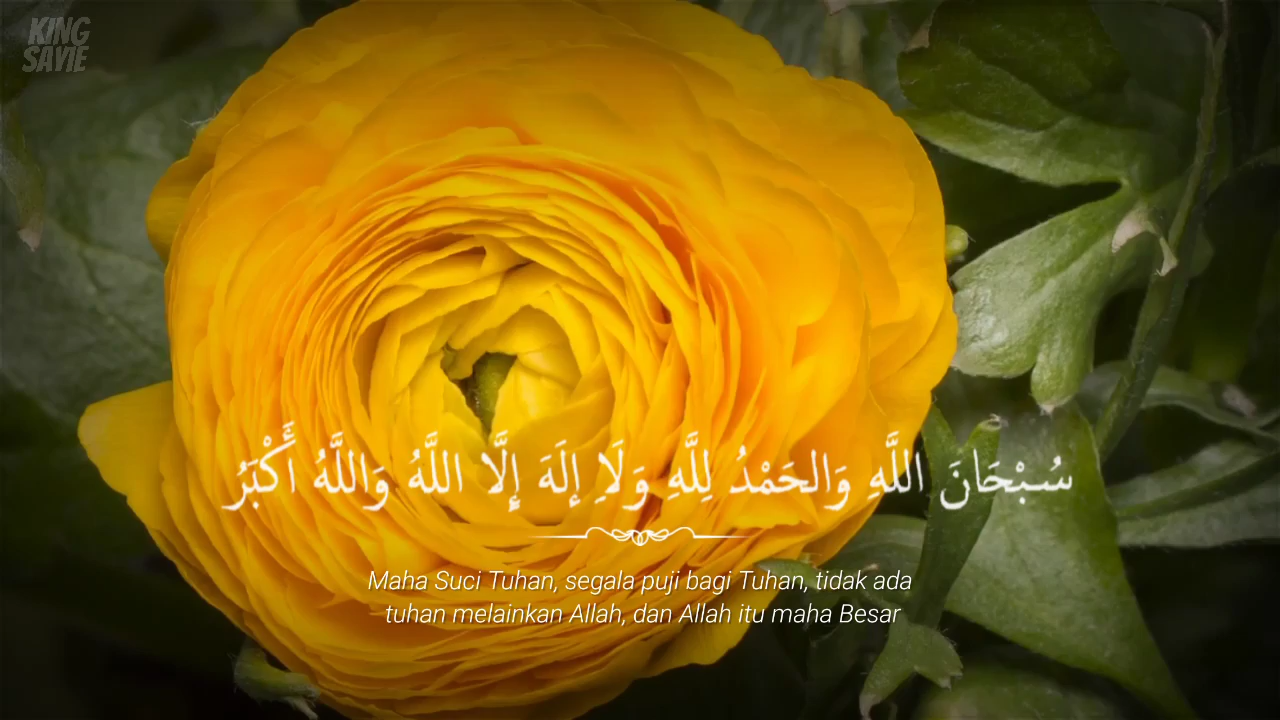 KING
SAVIE
سُبْحَانَ اللَّهِ وَالحَمْدُ لِلَّهِ وَلَاِ إلَهَ إِلَّا اللَّهُ وَاللَّهُ أَكْبَرُ
Maha Suci Tuhan, segala puji bagi Tuhan, tidak ada
tuhan melainkan Allah, dan Allah itu maha Besar